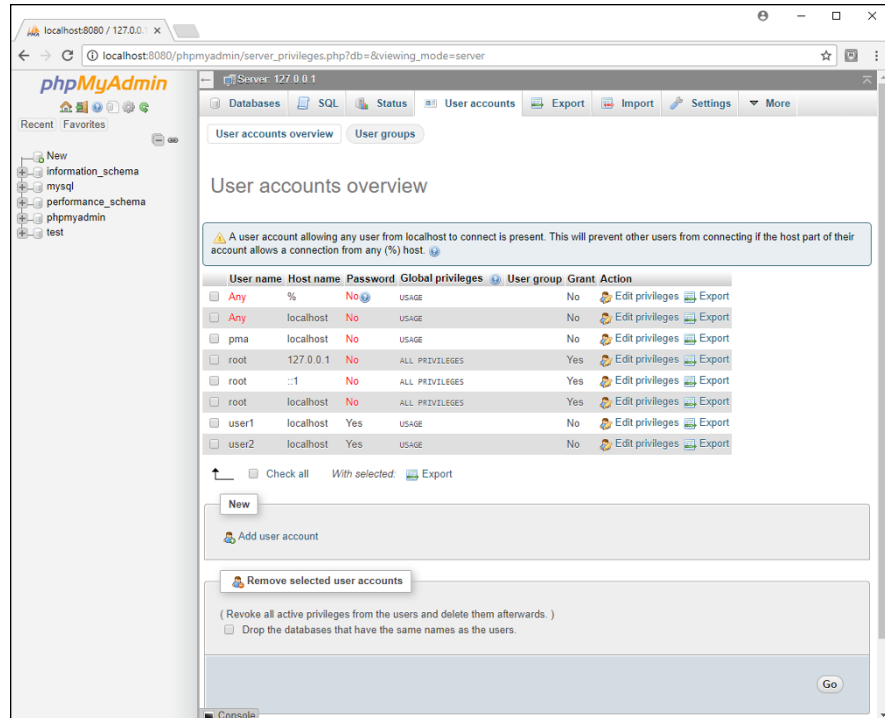 localhost:8080 / 127.0.0.1
localhost:8080/phpmyadmin/server_privileges.php?db=&viewing_mode=server
phpMyAdmin
Recent Favorites
New
information_schema
mysql
performance_schema
phpmyadmin
test
Server: 127.0.0.1
Databases SQL Status User accounts Export Import Settings More
User accounts overview User groups
User accounts overview
A user account allowing any user from localhost to connect is present. This will prevent other users from connecting if the host part of their
account allows a connection from any (%) host.
User name Host name Password Global privileges User group Grant Action
Any % No USAGE No Edit privileges Export
Any localhost No USAGE No Edit privileges Export
pma localhost No USAGE No Edit privileges Export
root 127.0.0.1 No ALL PRIVILEGES Yes Edit privileges Export
root ::1 No ALL PRIVILEGES Yes Edit privileges Export
root localhost No ALL PRIVILEGES Yes Edit privileges Export
user1 localhost Yes USAGE No Edit privileges Export
user2 localhost Yes USAGE No Edit privileges Export
Check all With selected: Export
New
Add user account
Remove selected user accounts
( Revoke all active privileges from the users and delete them afterwards. )
Drop the databases that have the same names as the users.
Go
Console